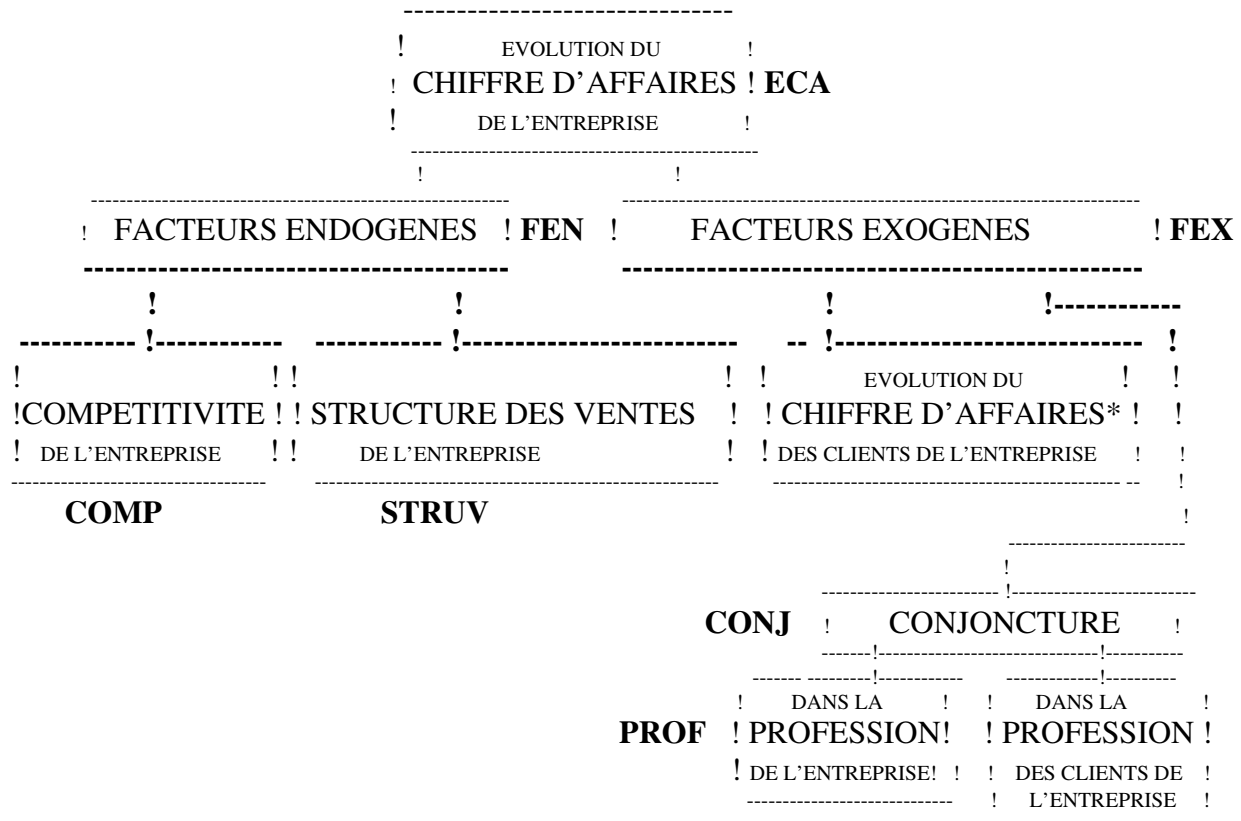 EVOLUTION DU
CHIFFRE D'AFFAIRES ECA
DE L'ENTREPRISE
FACTEURS ENDOGENES FEN FACTEURS EXOGENES FEX
EVOLUTION DU
COMPETITIVITE STRUCTURE DES VENTES CHIFFRE D'AFFAIRES*
DE L'ENTREPRISE DE L'ENTREPRISE DES CLIENTS DE L'ENTREPRISE
COMP STRUV
CONJ CONJONCTURE
DANS LA DANS LA
PROF PROFESSION PROFESSION
DE L'ENTREPRISE DES CLIENTS DE
L'ENTREPRISE